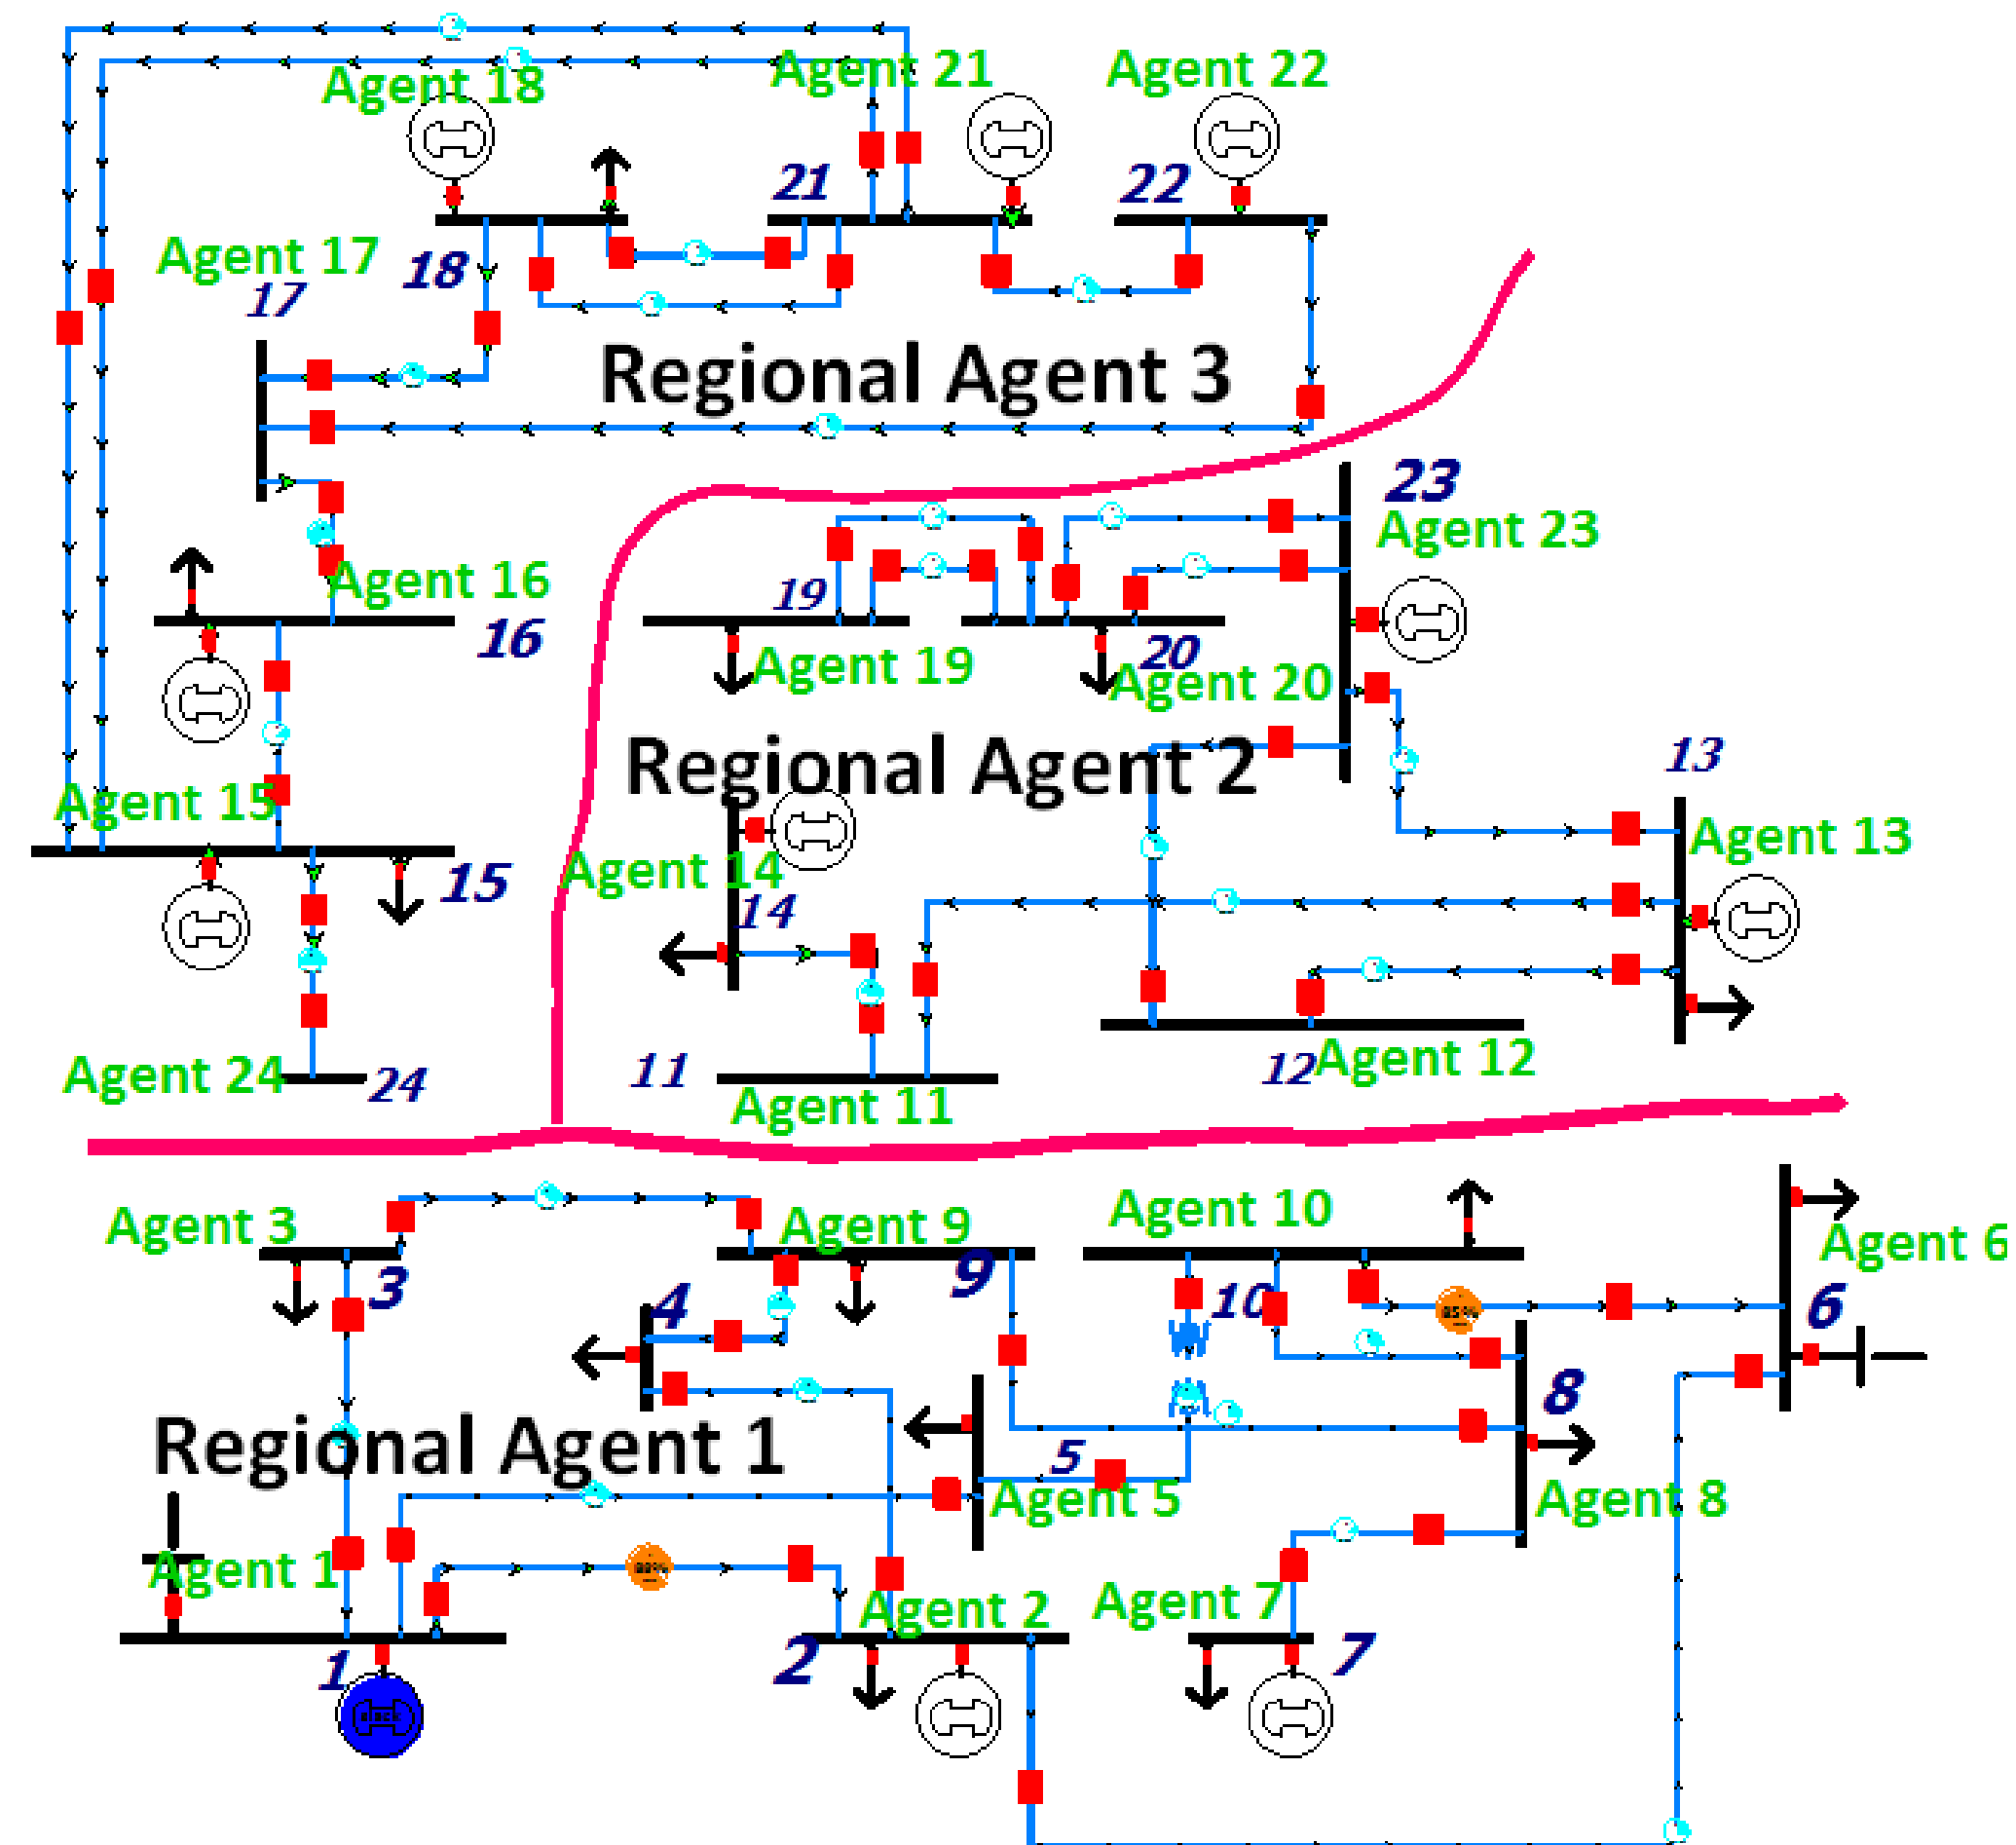 Agent 18
Agent 21
Agent 22
21
22
Agent 17
18
17
Regional Agent 3
23
Agent 23
Agent 16
19
16
20
Agent 19
Agent 20
Regional Agent 2
13
Agent 15
Agent 13
Agent 14
15
14
11
12
Agent 12
Agent 24
24
Agent 11
Agent 3
Agent 9
Agent 10
Agent 6
3
4
9
10
6
85%
8
Regional Agent 1
5
Agent 5
Agent 8
Agent 1
Agent 2
Agent 7
1
2
7
slack